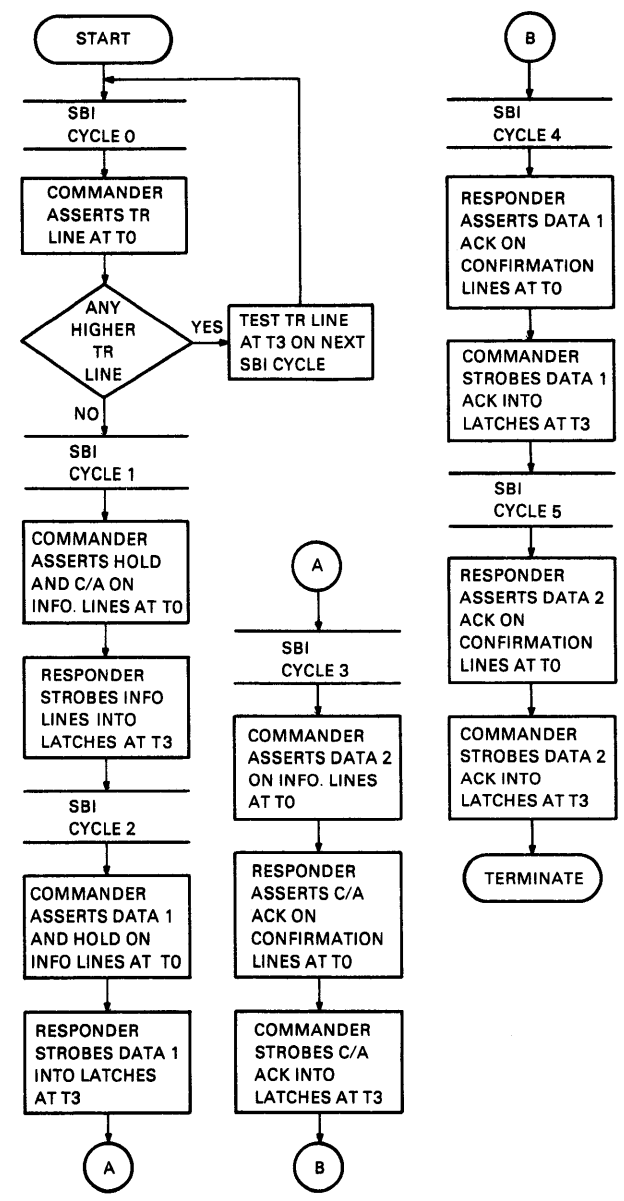 START
SBI
CYCLE 0
COMMANDER
ASSERTS TR
LINE AT T0
ANY
HIGHER
TR
LINE
YES
TEST TR LINE
AT T3 ON NEXT
SBI CYCLE
NO
SBI
CYCLE 1
COMMANDER
ASSERTS HOLD
AND C/A ON
INFO. LINES AT T0
RESPONDER
STROBES INFO
LINES INTO
LATCHES AT T3
SBI
CYCLE 2
COMMANDER
ASSERTS DATA 1
AND HOLD ON
INFO LINES AT T0
RESPONDER
STROBES DATA 1
INTO LATCHES
AT T3
A
A
SBI
CYCLE 3
COMMANDER
ASSERTS DATA 2
ON INFO. LINES
AT T0
RESPONDER
ASSERTS C/A
ACK ON
CONFIRMATION
LINES AT T0
COMMANDER
STROBES C/A
ACK INTO
LATCHES AT T3
B
B
SBI
CYCLE 4
RESPONDER
ASSERTS DATA 1
ACK ON
CONFIRMATION
LINES AT T0
COMMANDER
STROBES DATA 1
ACK INTO
LATCHES AT T3
SBI
CYCLE 5
RESPONDER
ASSERTS DATA 2
ACK ON
CONFIRMATION
LINES AT T0
COMMANDER
STROBES DATA 2
ACK INTO
LATCHES AT T3
TERMINATE